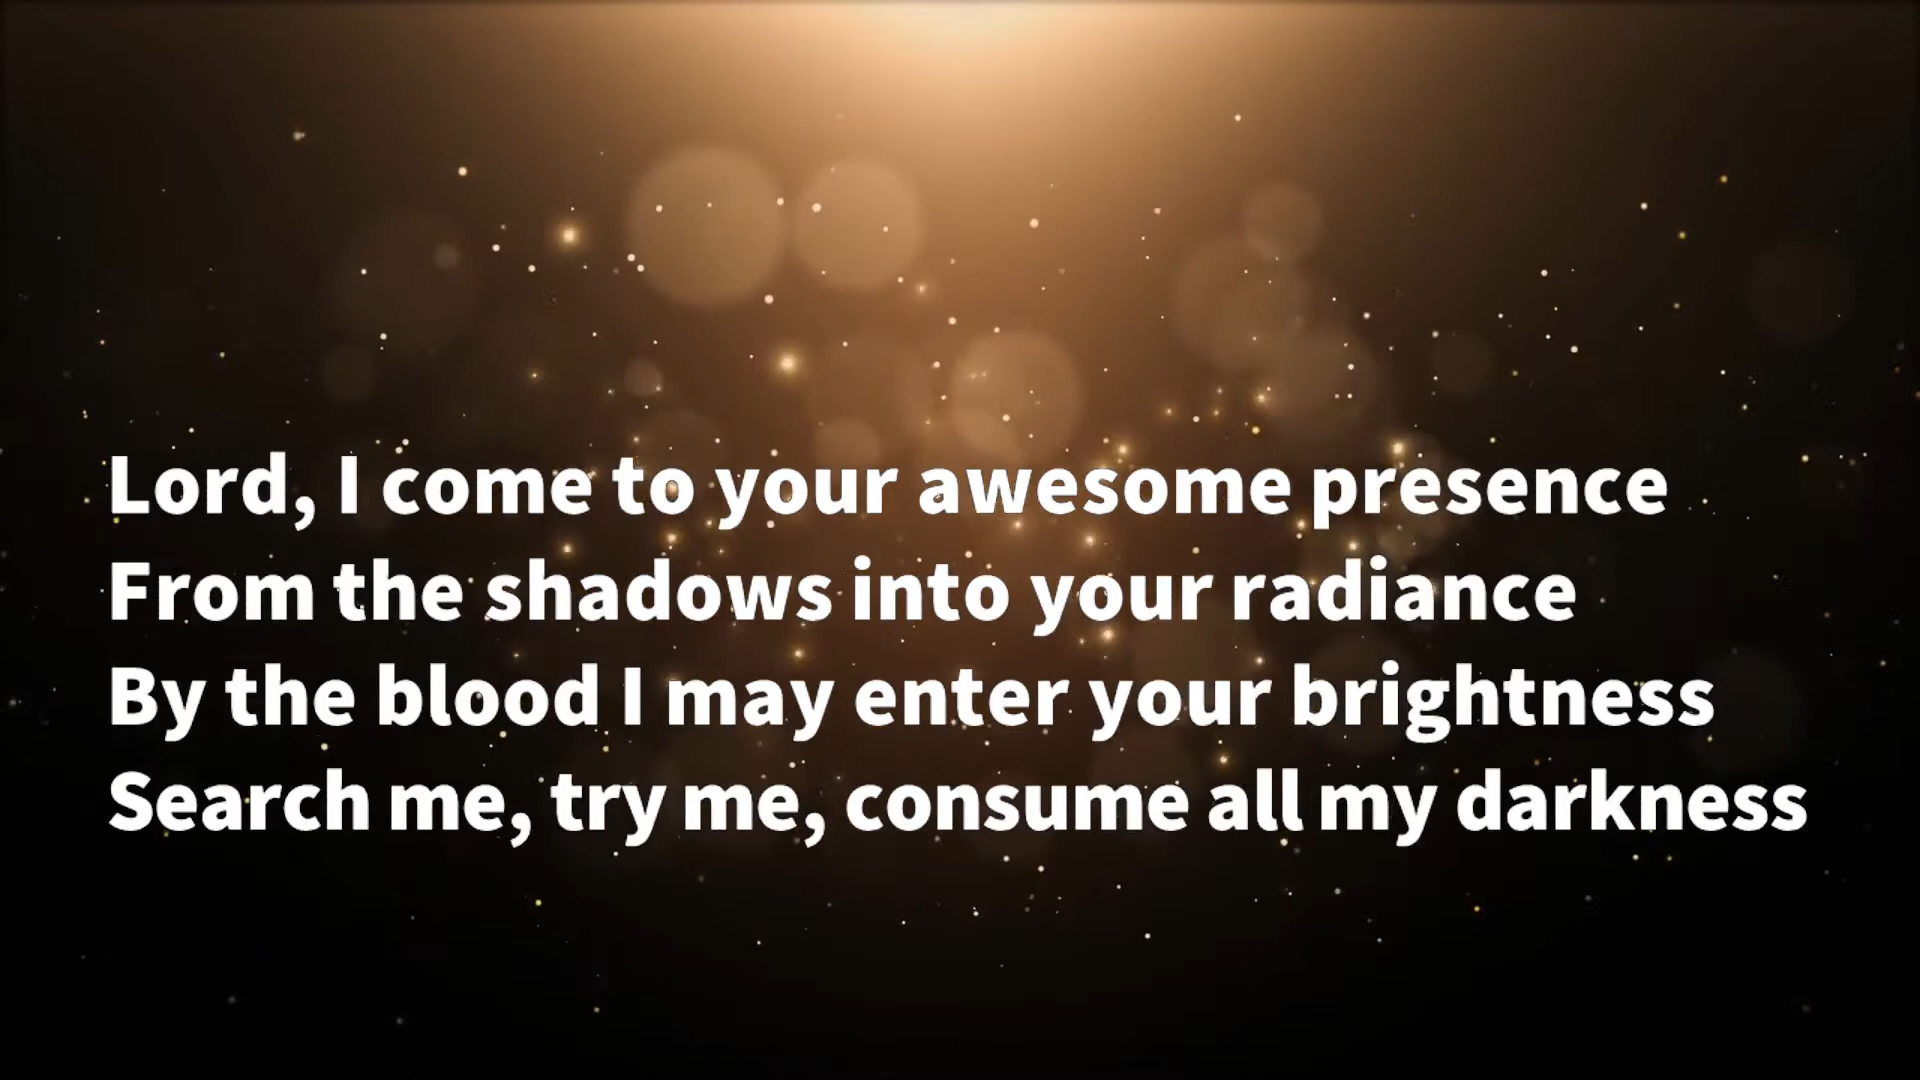 Lord, I come to your awesome presence
From the shadows into your radiance
By the blood I may enter your brightness
Search me, try me, consume all my darkness